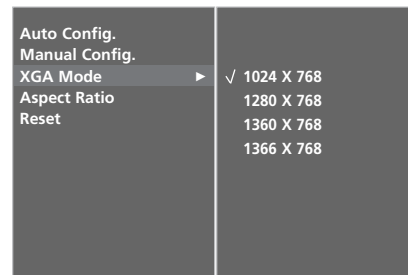 Auto Config.
Manual Config.
XGA Mode ►
Aspect Ratio
Reset
√ 1024 X 768
1280 X 768
1360 X 768
1366 X 768